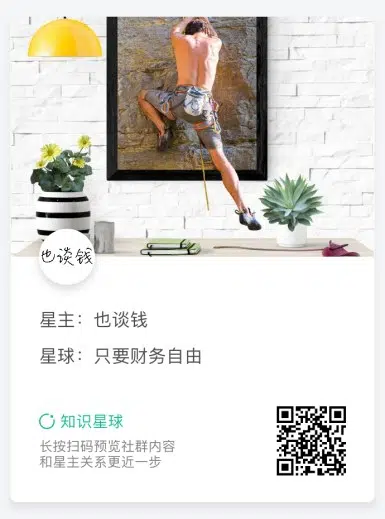 也谈钱
星主：也谈钱
星球：只要财务自由
知识星球
长按扫码预览社群内容
和星主关系更近一步